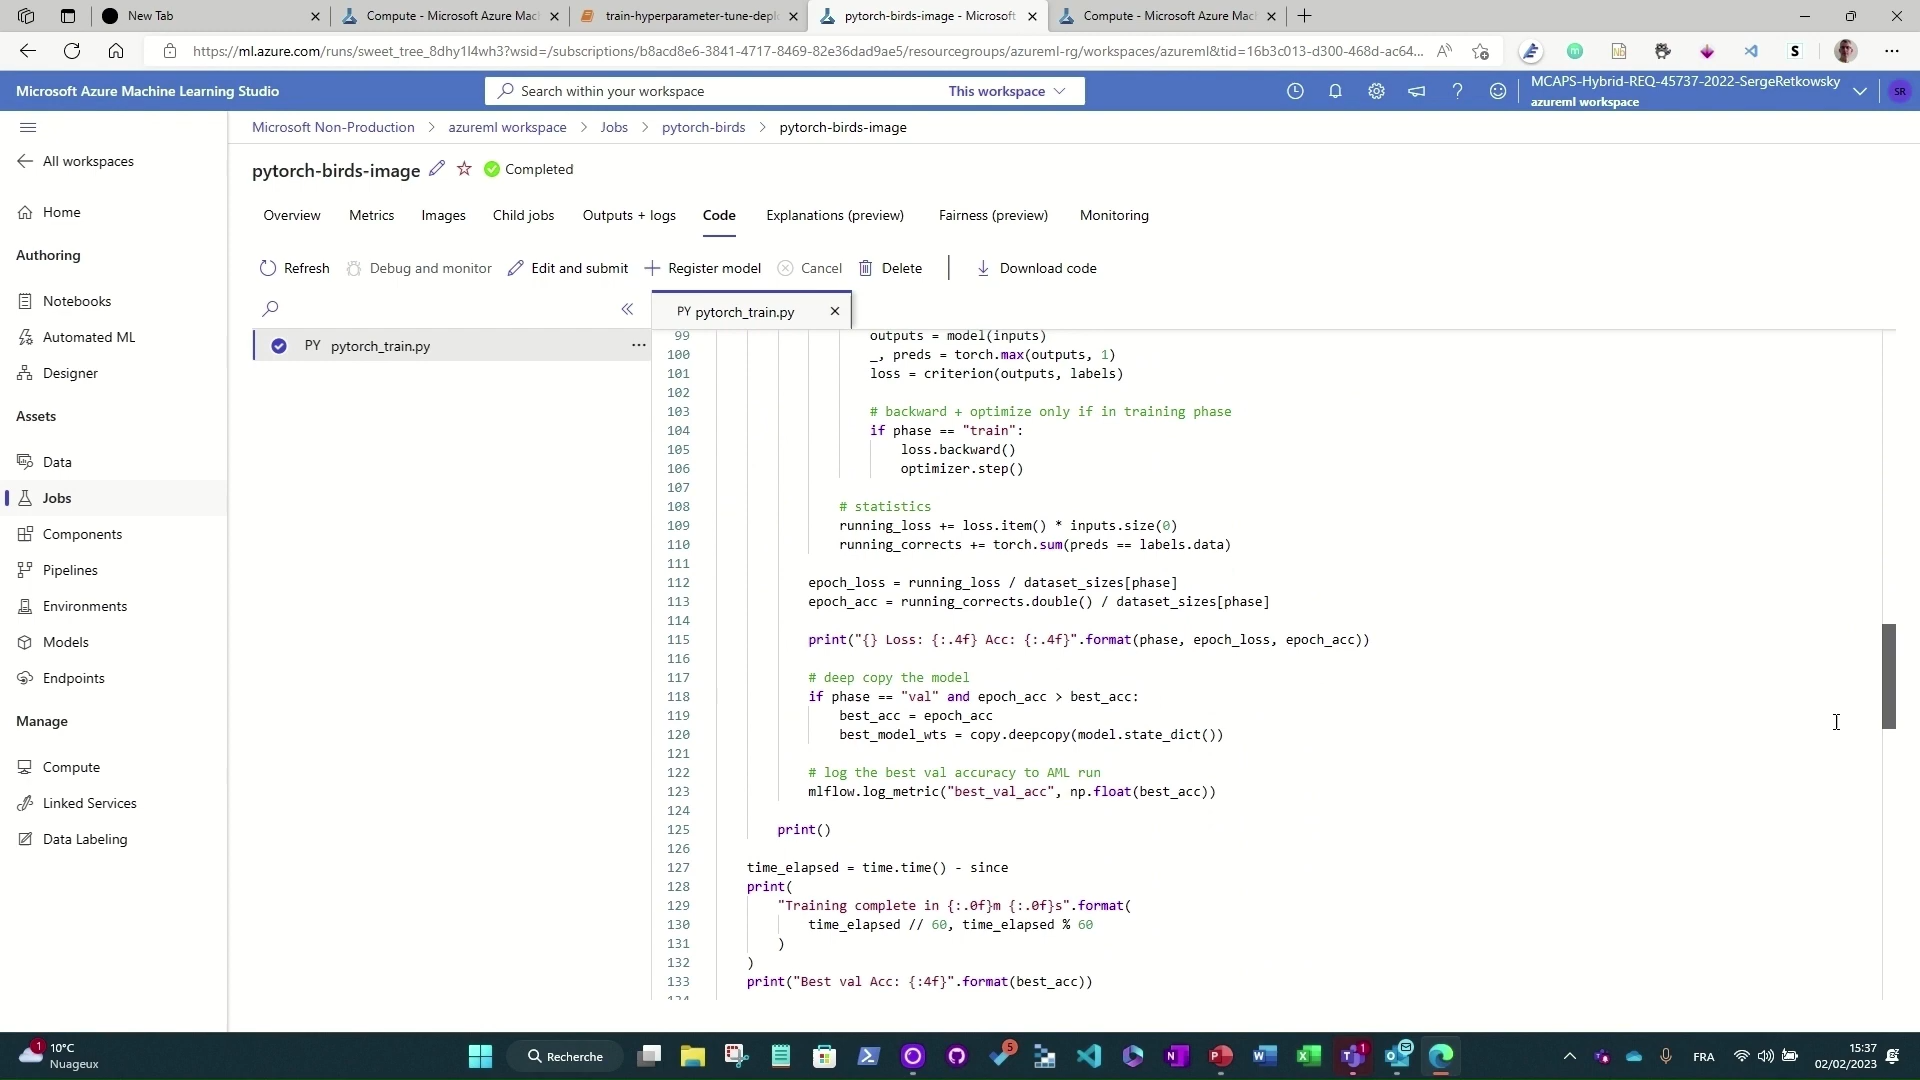 New Tab
Compute - Microsoft Azure Mac
train-hyperparameter-tune-depl
pytorch-birds-image - Microsoft
Compute - Microsoft Azure Mac
https://ml.azure.com/runs/sweet_tree_8dhy1l4wh3?wsid=/subscriptions/b8acd8e6-3841-4717-8469-82e36dad9ae5/resourcegroups/azureml-rg/workspaces/azureml&tid=16b3c013-d300-468d-ac64...
Microsoft Azure Machine Learning Studio
Search within your workspace
This workspace
MCAPS-Hybrid-REQ-45737-2022-SergeRetkowsky
azureml workspace
SR
Microsoft Non-Production > azureml workspace > Jobs > pytorch-birds > pytorch-birds-image
All workspaces
Home
Authoring
Notebooks
Automated ML
Designer
Assets
Data
Jobs
Components
Pipelines
Environments
Models
Endpoints
Manage
Compute
Linked Services
Data Labeling
pytorch-birds-image
Completed
Overview Metrics Images Child jobs Outputs + logs Code Explanations (preview) Fairness (preview) Monitoring
Refresh Debug and monitor Edit and submit Register model Cancel Delete Download code
PY pytorch_train.py
PY pytorch_train.py
99 outputs = model(inputs)
100 _, preds = torch.max(outputs, 1)
101 loss = criterion(outputs, labels)
102
103 # backward + optimize only if in training phase
104 if phase == "train":
105 loss.backward()
106 optimizer.step()
107
108 # statistics
109 running_loss += loss.item() * inputs.size(0)
110 running_corrects += torch.sum(preds == labels.data)
111
112 epoch_loss = running_loss / dataset_sizes[phase]
113 epoch_acc = running_corrects.double() / dataset_sizes[phase]
114
115 print("{} Loss: {:.4f} Acc: {:.4f}".format(phase, epoch_loss, epoch_acc))
116
117 # deep copy the model
118 if phase == "val" and epoch_acc > best_acc:
119 best_acc = epoch_acc
120 best_model_wts = copy.deepcopy(model.state_dict())
121
122 # log the best val accuracy to AML run
123 mlflow.log_metric("best_val_acc", np.float(best_acc))
124
125 print()
126
127 time_elapsed = time.time() - since
128 print(
129 "Training complete in {:.0f}m {:.0f}s".format(
130 time_elapsed // 60, time_elapsed % 60
131 )
132 )
133 print("Best val Acc: {:4f}".format(best_acc))
134
1
10°C
Nuageux
Recherche
5
1
FRA
15:37
02/02/2023